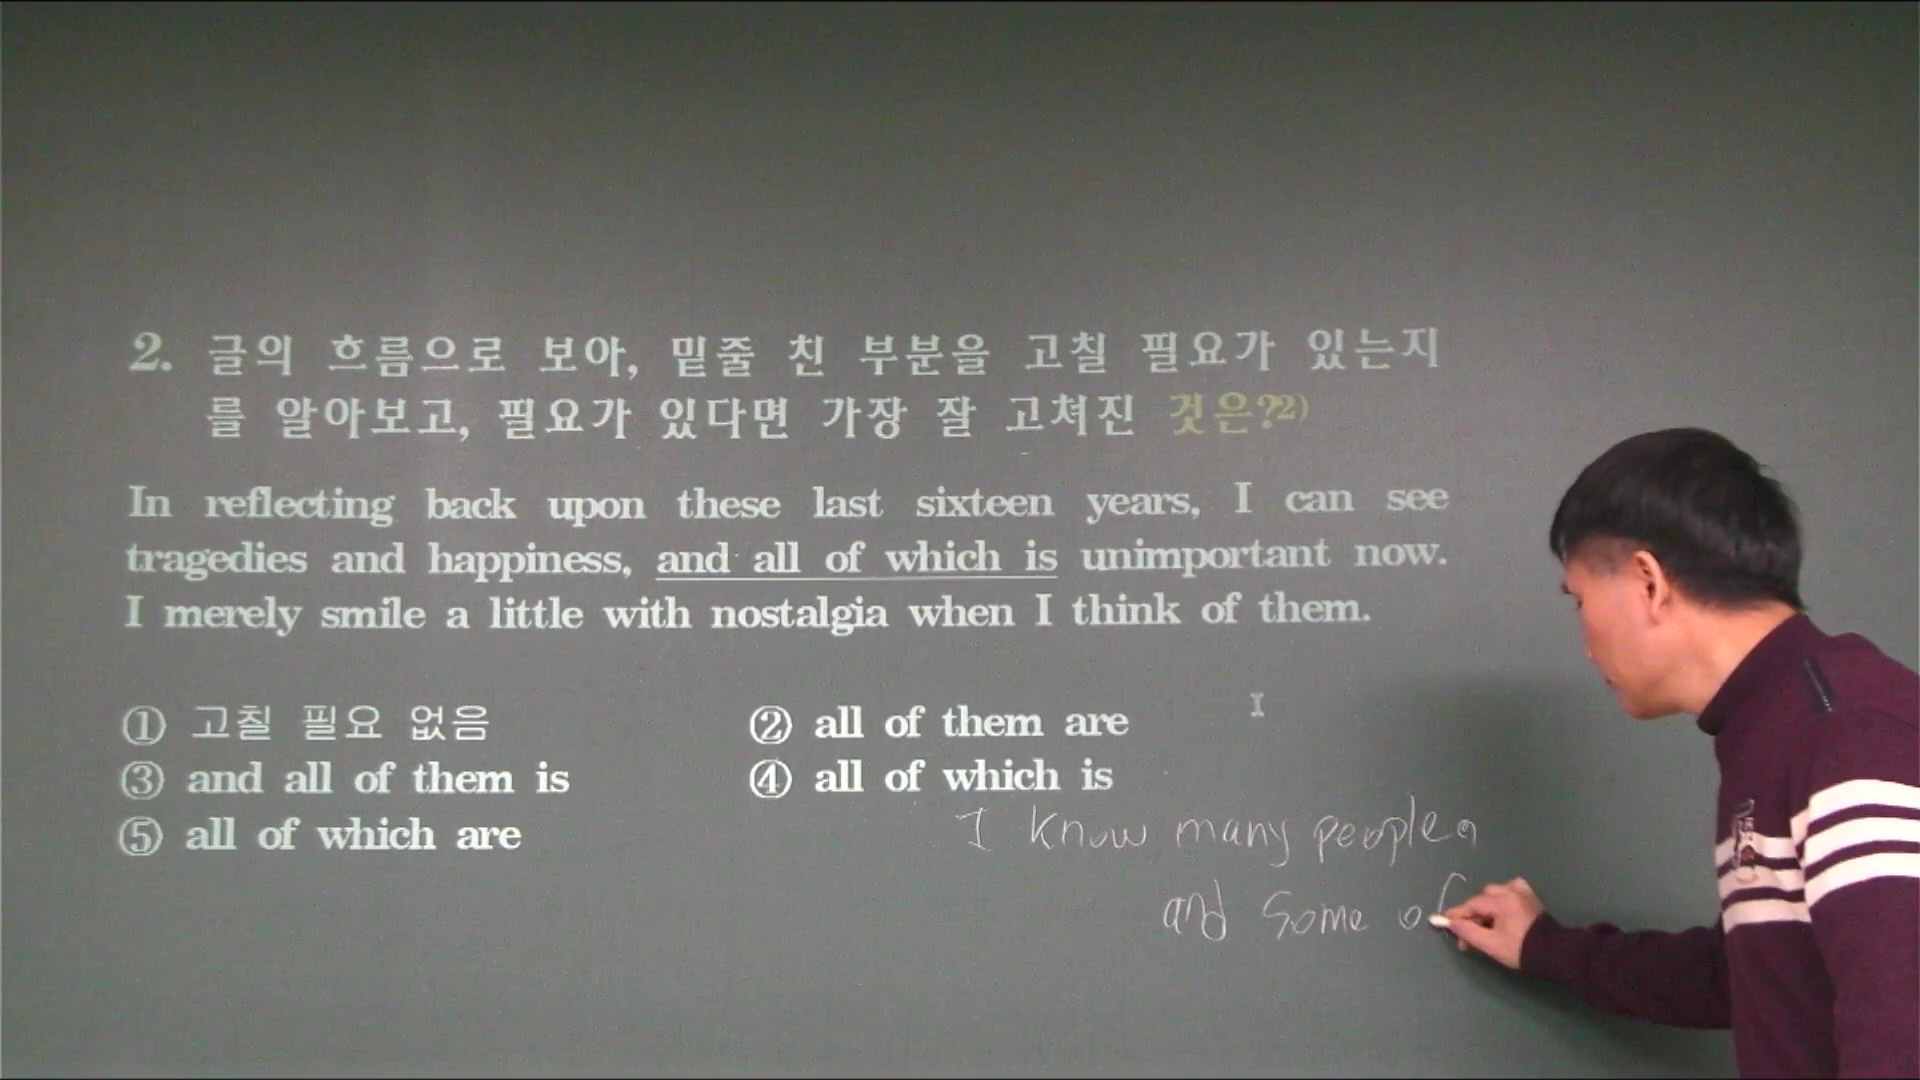 2. 글의 흐름으로 보아, 밑줄 친 부분을 고칠 필요가 있는지
를 알아보고, 필요가 있다면 가장 잘 고쳐진 것은?2)
In reflecting back upon these last sixteen years, I can see
tragedies and happiness, and all of which is unimportant now.
I merely smile a little with nostalgia when I think of them.
① 고칠 필요 없음
② all of them are
③ and all of them is
④ all of which is
⑤ all of which are
I know many people,
and some of